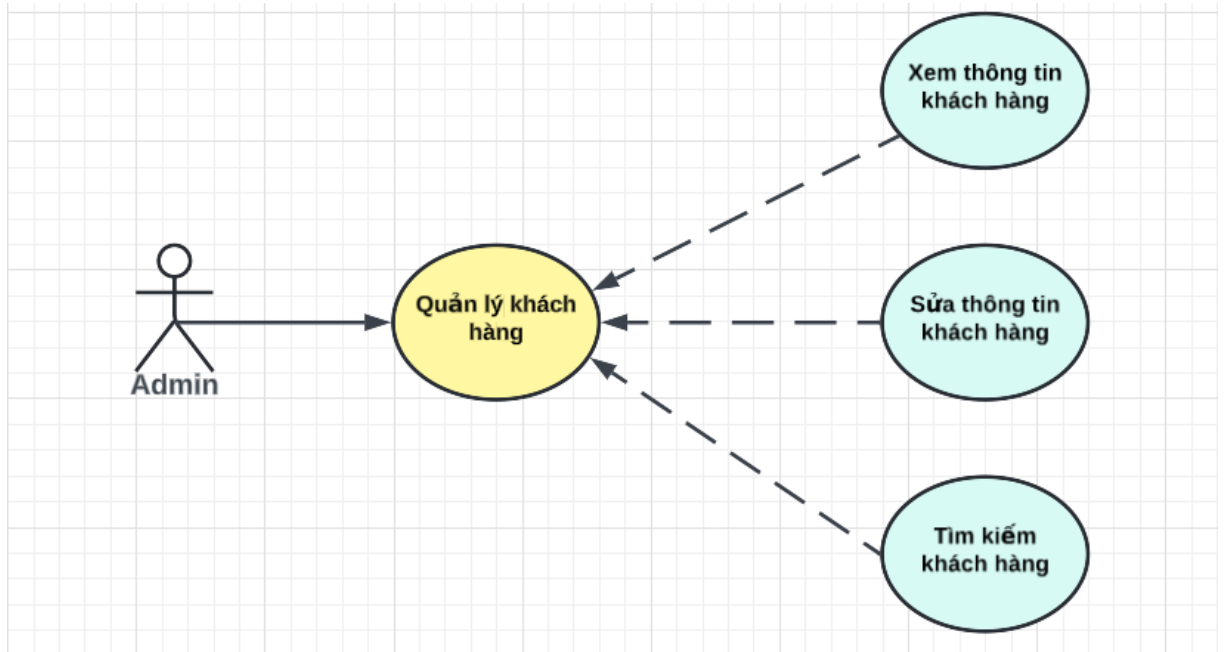 Xem thông tin
khách hàng
Quản lý khách
hàng
Sửa thông tin
khách hàng
Admin
Tìm kiếm
khách hàng